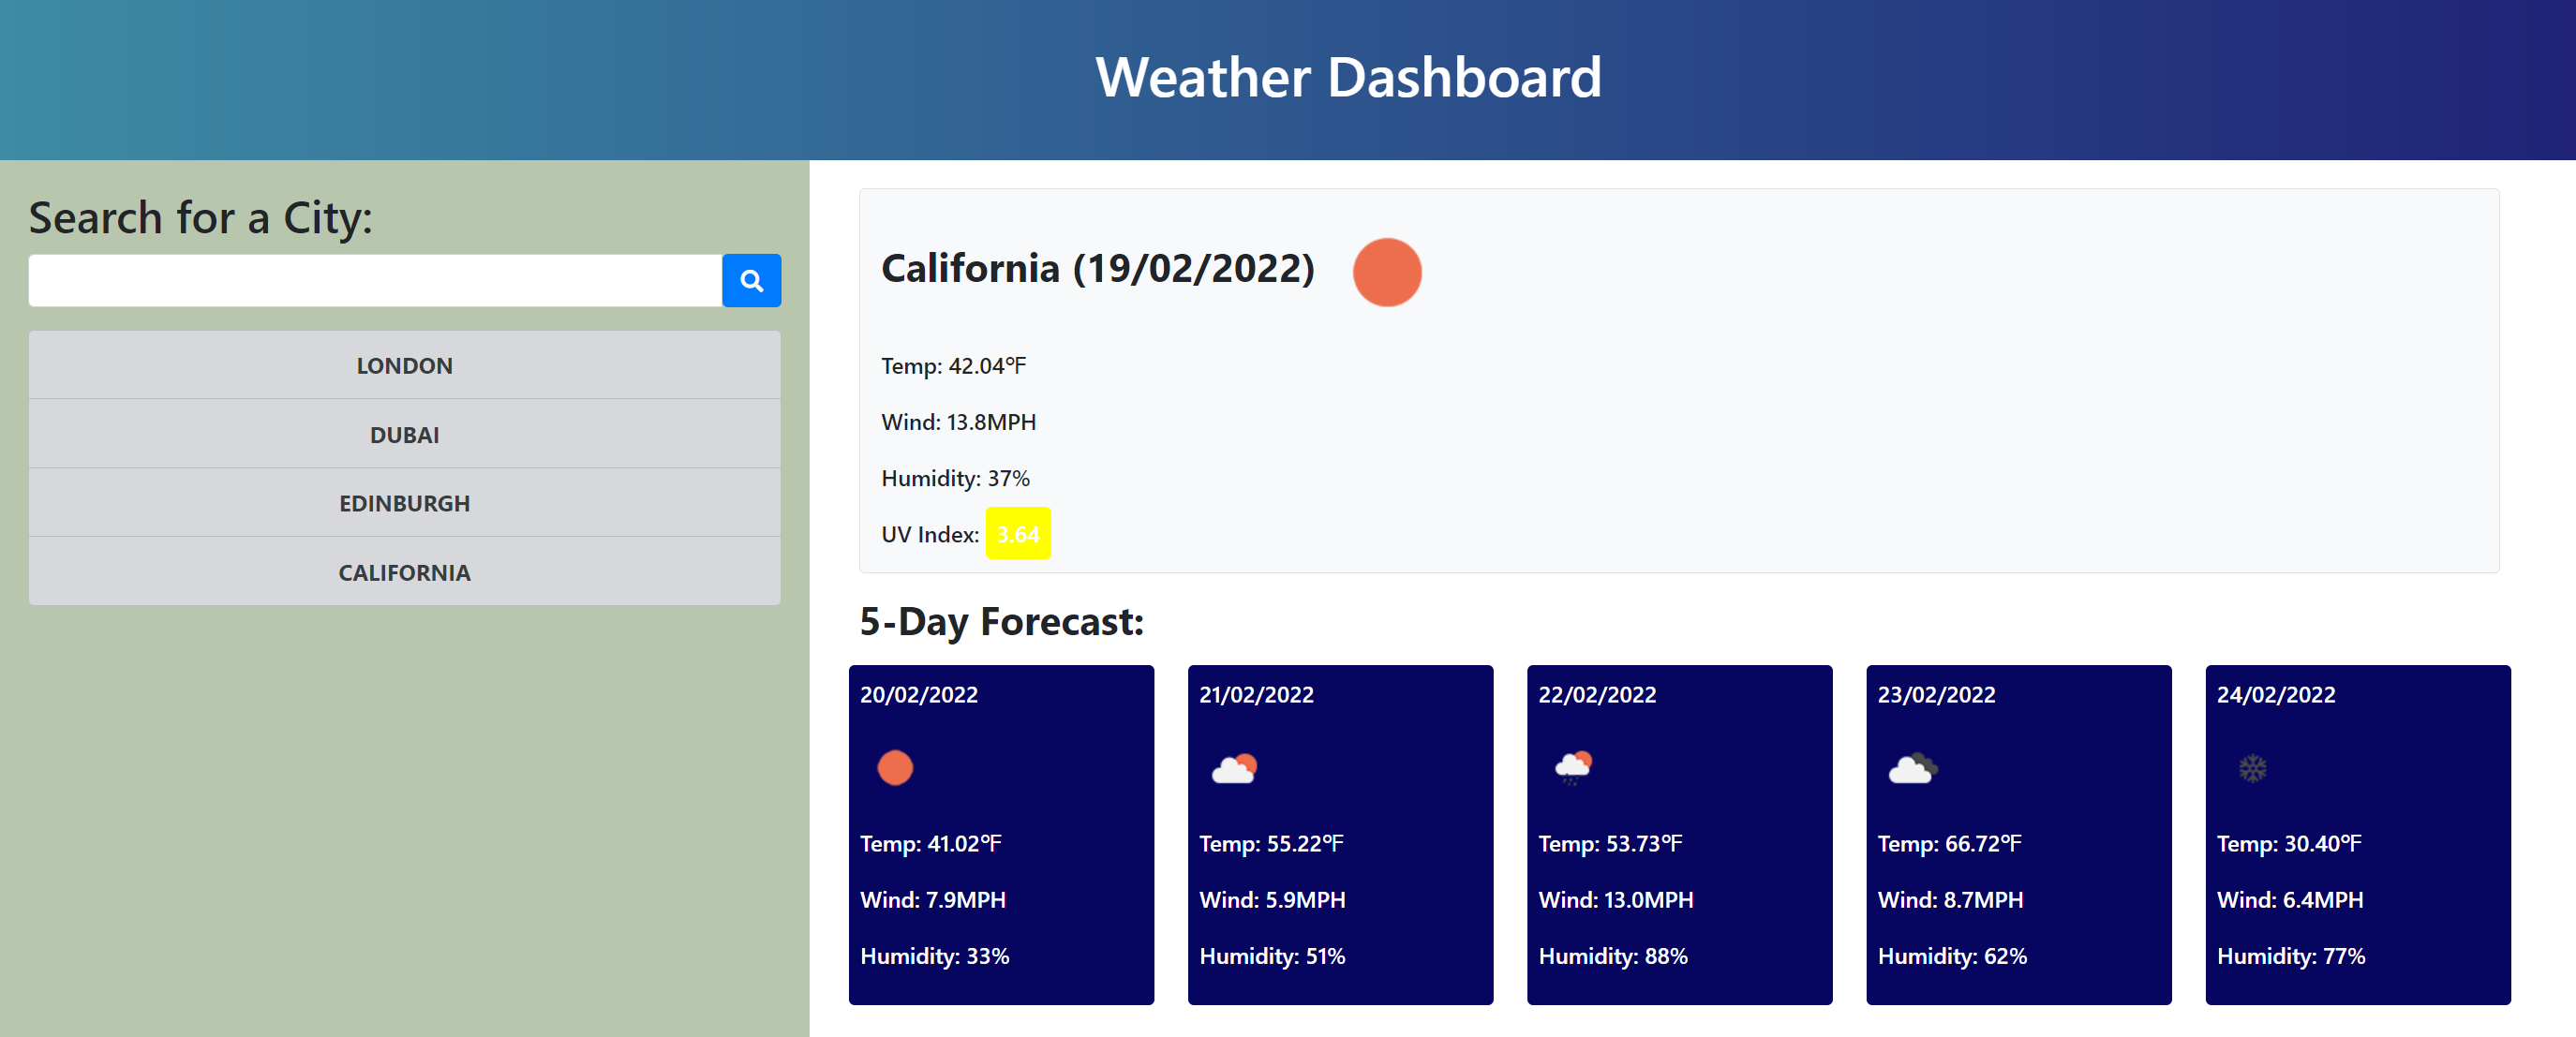 Weather Dashboard
Search for a City:
LONDON
DUBAI
EDINBURGH
CALIFORNIA
California (19/02/2022)
Temp: 42.04°F
Wind: 13.8MPH
Humidity: 37%
UV Index: 3.64
5-Day Forecast:
20/02/2022
Temp: 41.02°F
Wind: 7.9MPH
Humidity: 33%
21/02/2022
Temp: 55.22°F
Wind: 5.9MPH
Humidity: 51%
22/02/2022
Temp: 53.73°F
Wind: 13.0MPH
Humidity: 88%
23/02/2022
Temp: 66.72°F
Wind: 8.7MPH
Humidity: 62%
24/02/2022
Temp: 30.40°F
Wind: 6.4MPH
Humidity: 77%